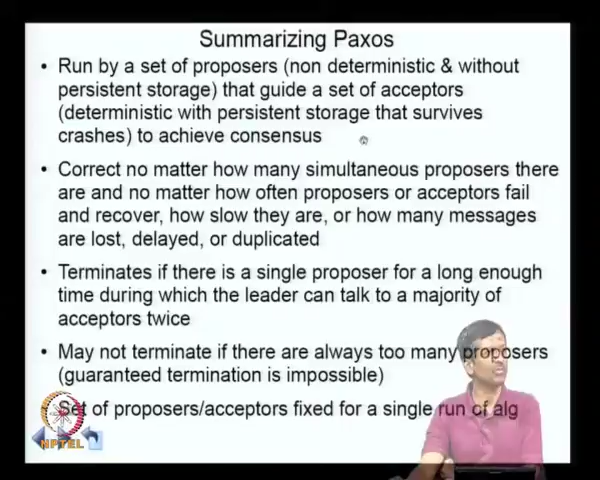 Summarizing Paxos
• Run by a set of proposers (non deterministic & without
persistent storage) that guide a set of acceptors
(deterministic with persistent storage that survives
crashes) to achieve consensus
• Correct no matter how many simultaneous proposers there
are and no matter how often proposers or acceptors fail
and recover, how slow they are, or how many messages
are lost, delayed, or duplicated
• Terminates if there is a single proposer for a long enough
time during which the leader can talk to a majority of
acceptors twice
• May not terminate if there are always too many proposers
(guaranteed termination is impossible)
Set of proposers/acceptors fixed for a single run of alg
NPTEL